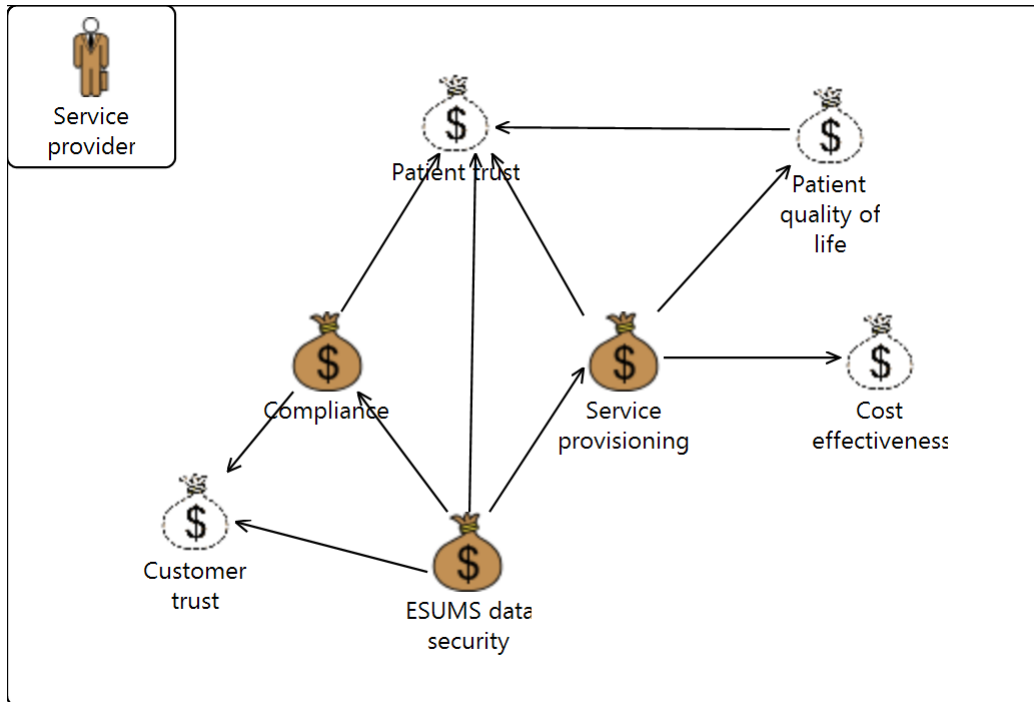 Service
provider
$
Patient trust
$
Patient
quality of
life
$
Compliance
$
Service
provisioning
$
Cost
effectiveness
$
Customer
trust
$
ESUMS data
security